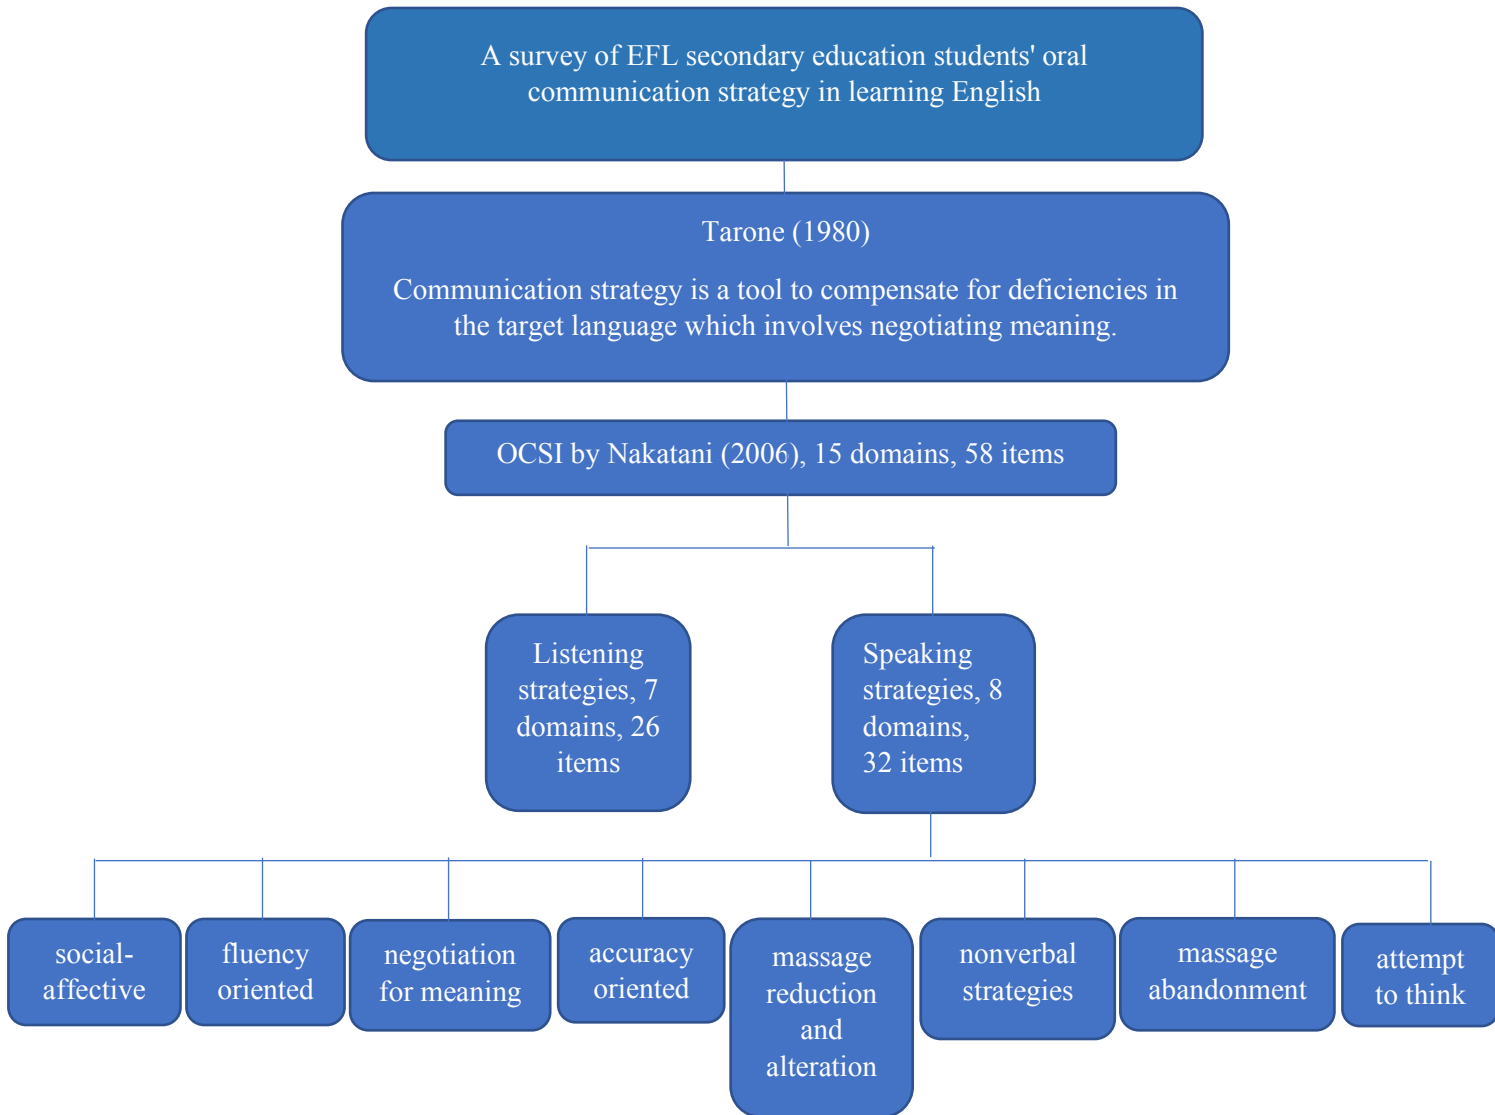 A survey of EFL secondary education students' oral
communication strategy in learning English
Tarone (1980)
Communication strategy is a tool to compensate for deficiencies in
the target language which involves negotiating meaning.
OCSI by Nakatani (2006), 15 domains, 58 items
Listening
strategies, 7
domains, 26
items
Speaking
strategies, 8
domains,
32 items
social-
affective
fluency
oriented
negotiation
for meaning
accuracy
oriented
massage
reduction
and
alteration
nonverbal
strategies
massage
abandonment
attempt
to think